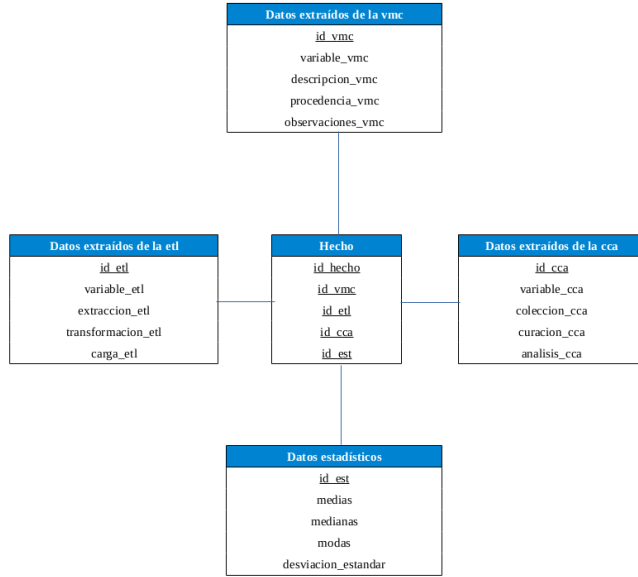 Datos extraídos de la vmc
id_vmc
variable_vmc
descripcion_vmc
procedencia_vmc
observaciones_vmc
Datos extraídos de la etl
id_etl
variable_etl
extraccion_etl
transformacion_etl
carga_etl
Hecho
id_hecho
id_vmc
id_etl
id_cca
id_est
Datos extraídos de la cca
id_cca
variable_cca
coleccion_cca
curacion_cca
analisis_cca
Datos estadísticos
id_est
medias
medianas
modas
desviacion_estandar